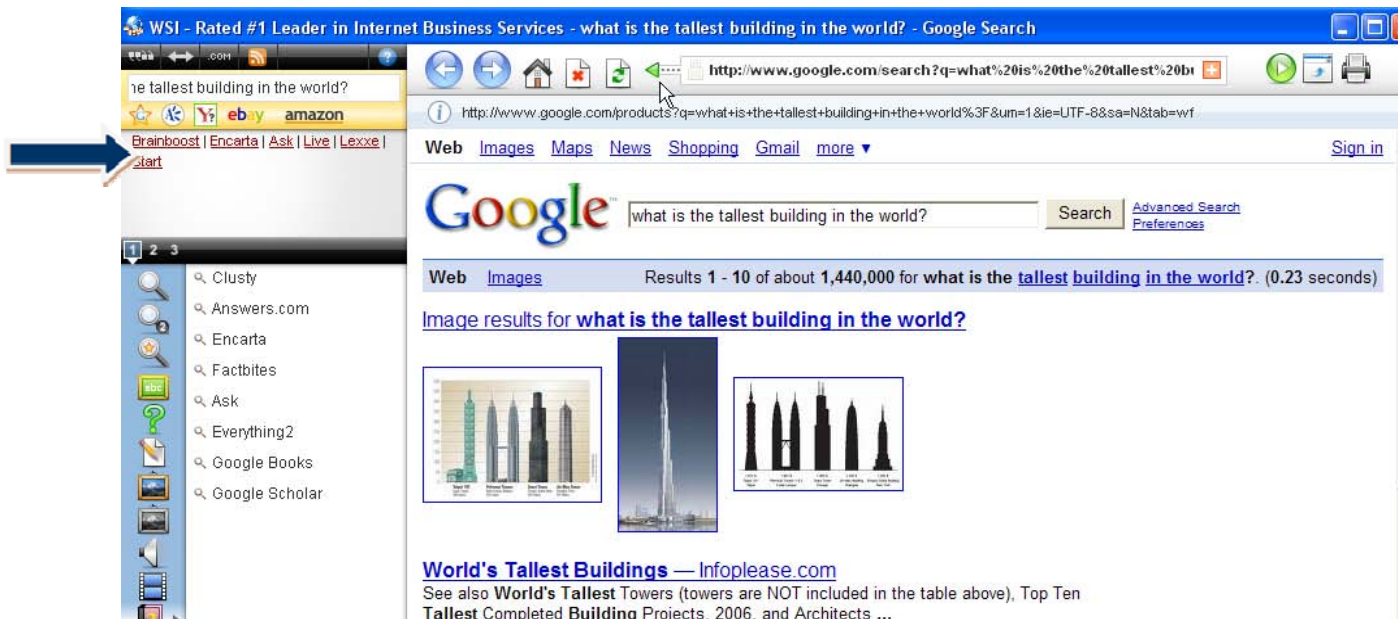 WSI - Rated #1 Leader in Internet Business Services - what is the tallest building in the world? - Google Search
.COM
?
http://www.google.com/search?q=what%20is%20the%20tallest%20bu
tallest building in the world?
Y? ebay amazon
http://www.google.com/products?q=what+is+the+tallest+building+in+the+world%3F&um=1&ie=UTF-8&sa=N&tab=wf
Brainboost | Encarta | Ask | Live | Lexxe |
Start
Web Images Maps News Shopping Gmail more ▼ Sign in
Google™
what is the tallest building in the world?
Search
Advanced Search
Preferences
1 2 3
Web Images Results 1 - 10 of about 1,440,000 for what is the tallest building in the world?. (0.23 seconds)
Clusty
Answers.com
Encarta
Factbites
Ask
Everything2
Google Books
Google Scholar
2
abc
?
Image results for what is the tallest building in the world?
World's Tallest Buildings — Infoplease.com
See also World's Tallest Towers (towers are NOT included in the table above), Top Ten
Tallest Completed Building Projects, 2006, and Architects ...